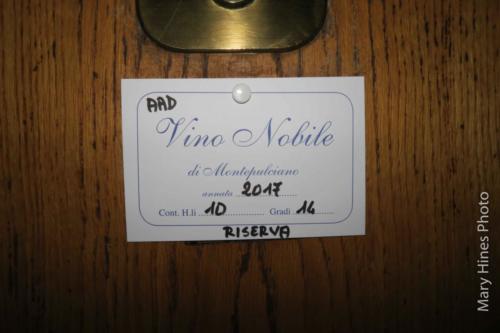 AAD
Vino Nobile
di Montepulciano
annata 2017
Cont. H.li 10 Gradi 14
RISERVA
Mary Hines Photo